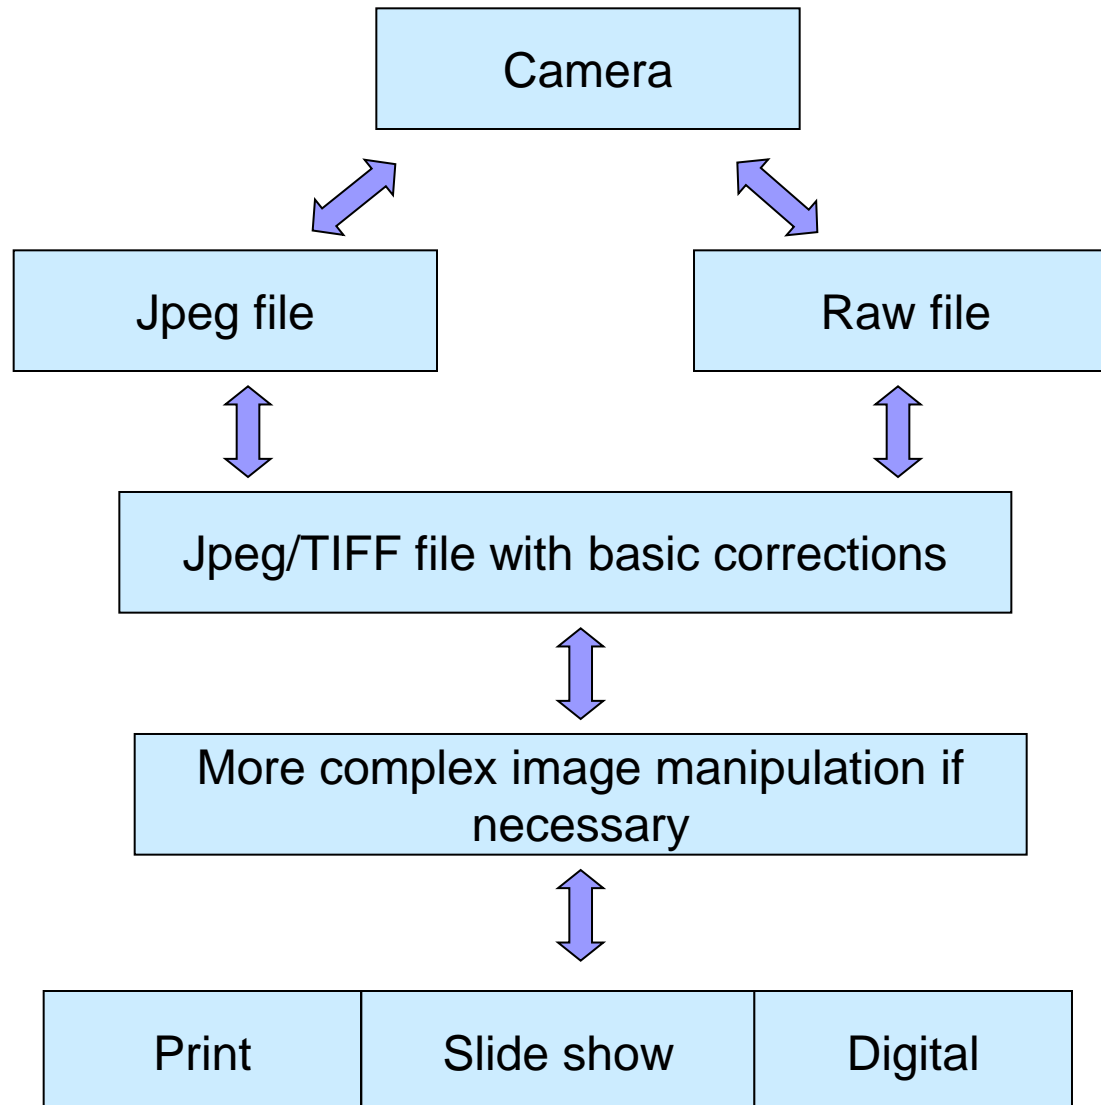 Camera
Jpeg file
Raw file
Jpeg/TIFF file with basic corrections
More complex image manipulation if
necessary
Print
Slide show
Digital